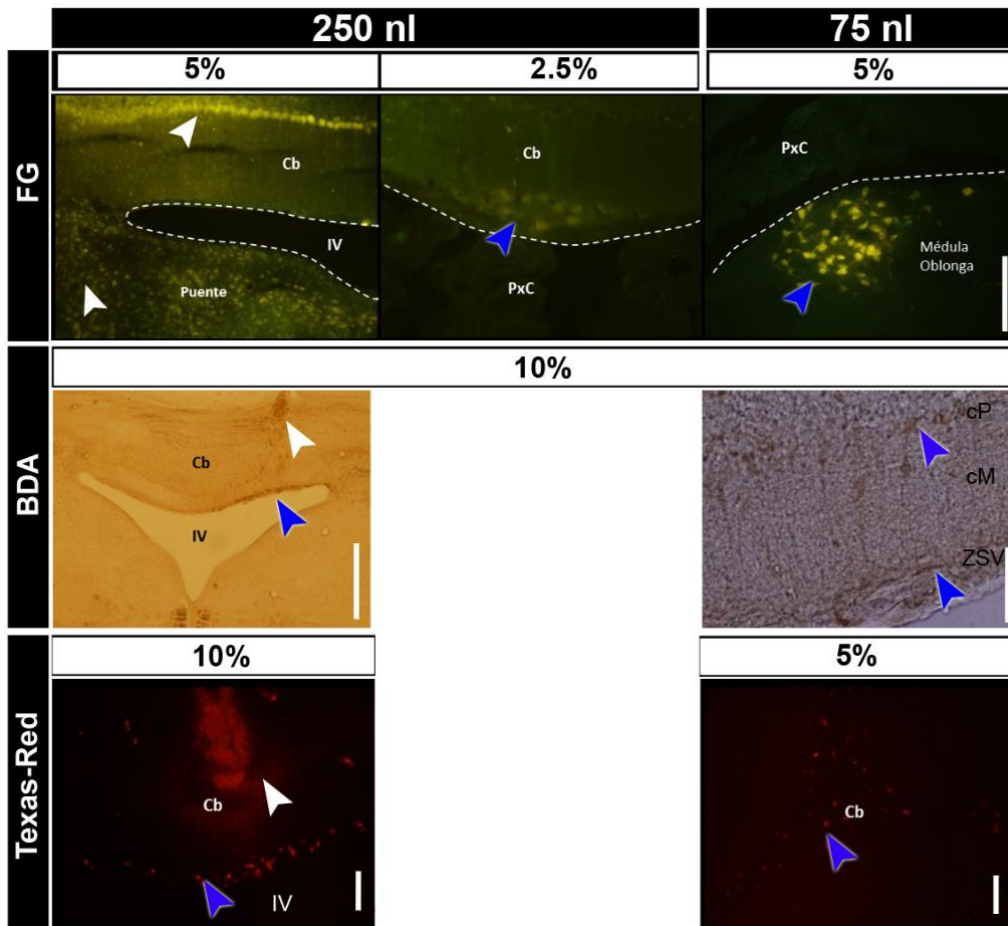 250 nl
75 nl
5%
2.5%
5%
FG
Cb
IV
Puente
Cb
PxC
PxC
Médula
Oblonga
10%
BDA
Cb
IV
cP
cM
ZSV
10%
5%
Texas-Red
Cb
IV
Cb